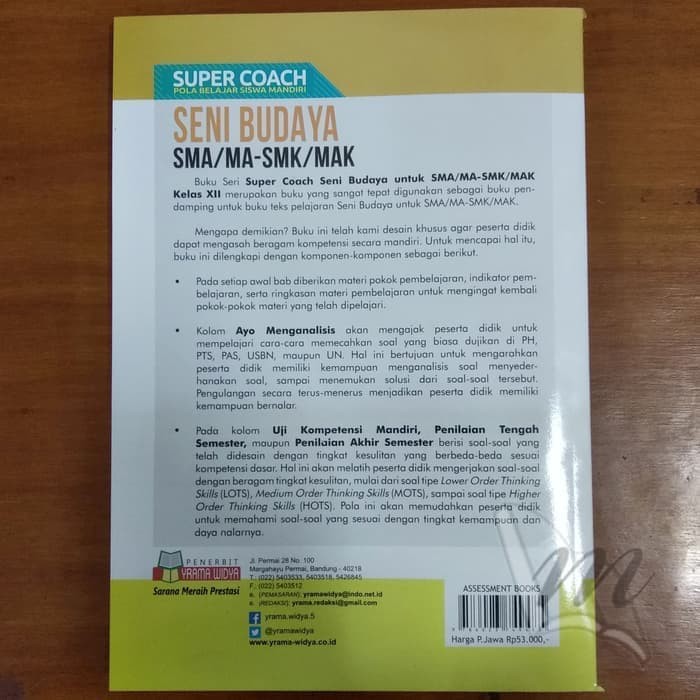 SUPER COACH
POLA BELAJAR SISWA MANDIRI
SENI BUDAYA
SMA/MA-SMK/MAK
Buku Seri Super Coach Seni Budaya untuk SMA/MA-SMK/MAK
Kelas XII merupakan buku yang sangat tepat digunakan sebagai buku pen-
damping untuk buku teks pelajaran Seni Budaya untuk SMA/MA-SMK/MAK.
Mengapa demikian? Buku ini telah kami desain khusus agar peserta didik
dapat mengasah beragam kompetensi secara mandiri. Untuk mencapai hal itu,
buku ini dilengkapi dengan komponen-komponen sebagai berikut.
• Pada setiap awal bab diberikan materi pokok pembelajaran, indikator pem-
belajaran, serta ringkasan materi pembelajaran untuk mengingat kembali
pokok-pokok materi yang telah dipelajari.
• Kolom Ayo Menganalisis akan mengajak peserta didik untuk
mempelajari cara-cara memecahkan soal yang biasa dujikan di PH,
PTS, PAS, USBN, maupun UN. Hal ini bertujuan untuk mengarahkan
peserta didik memiliki kemampuan menganalisis soal menyeder-
hanakan soal, sampai menemukan solusi dari soal-soal tersebut.
Pengulangan secara terus-menerus menjadikan peserta didik memiliki
kemampuan bernalar.
• Pada kolom Uji Kompetensi Mandiri, Penilaian Tengah
Semester, maupun Penilaian Akhir Semester berisi soal-soal yang
telah didesain dengan tingkat kesulitan yang berbeda-beda sesuai
kompetensi dasar. Hal ini akan melatih peserta didik mengerjakan soal-soal
dengan beragam tingkat kesulitan, mulai dari soal tipe Lower Order Thinking
Skills (LOTS), Medium Order Thinking Skills (MOTS), sampai soal tipe Higher
Order Thinking Skills (HOTS). Pola ini akan memudahkan peserta didik
untuk memahami soal-soal yang sesuai dengan tingkat kemampuan dan
daya nalarnya.
PENERBIT
YRAMA WIDYA
Sarana Meraih Prestasi
Jl. Permai 28 No. 100
Margahayu Permai, Bandung - 40218
T.: (022) 5403533, 5403518, 5426845
F.: (022) 5403512
e. (PEMASARAN): yramawidya@indo.net.id
e. (REDAKSI): yrama.redaksi@gmail.com
yrama.widya.5
@yramawidya
www.yrama-widya.co.id
ASSESSMENT BOOKS
Harga P.Jawa Rp53.000,-